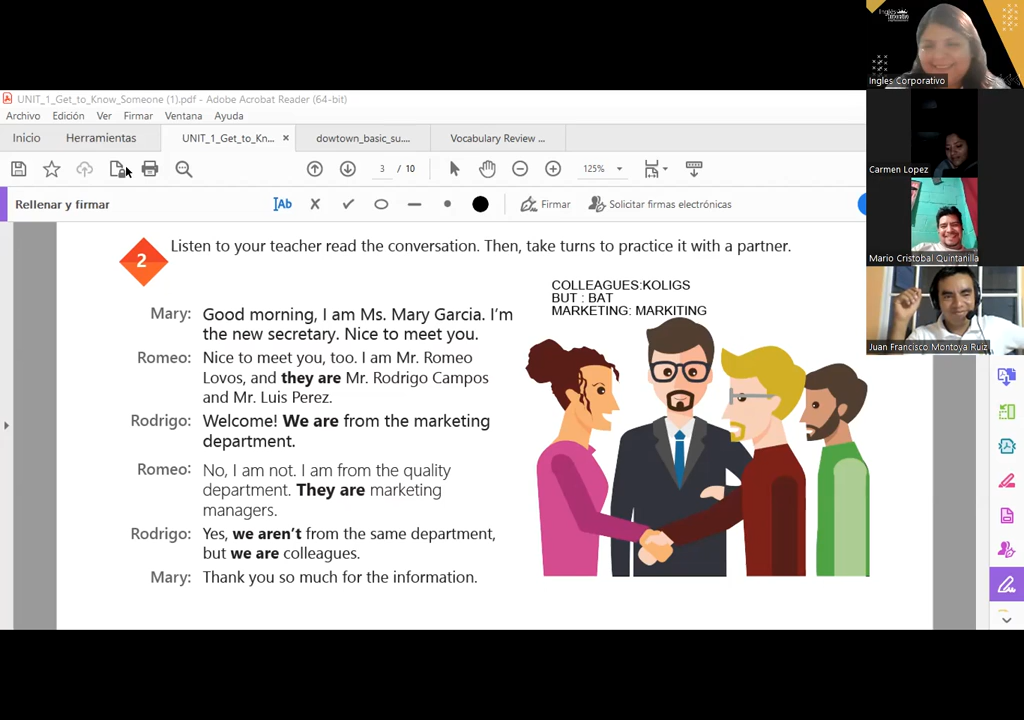 Inglés Corporativo
UNIT_1_Get_to_Know_Someone (1).pdf - Adobe Acrobat Reader (64-bit)
Archivo Edición Ver Firmar Ventana Ayuda
Inicio Herramientas UNIT_1_Get_to_Kn... × dowtown_basic_su.... Vocabulary Review ...
3 / 10 125%
Rellenar y firmar Ab Firmar Solicitar firmas electrónicas
2 Listen to your teacher read the conversation. Then, take turns to practice it with a partner.
COLLEAGUES:KOLIGS
BUT : BAT
MARKETING: MARKITING
Mary: Good morning, I am Ms. Mary Garcia. I'm
the new secretary. Nice to meet you.
Romeo: Nice to meet you, too. I am Mr. Romeo
Lovos, and they are Mr. Rodrigo Campos
and Mr. Luis Perez.
Rodrigo: Welcome! We are from the marketing
department.
Romeo: No, I am not. I am from the quality
department. They are marketing
managers.
Rodrigo: Yes, we aren't from the same department,
but we are colleagues.
Mary: Thank you so much for the information.
Ingles Corporativo
Carmen Lopez
Mario Cristobal Quintanilla
Juan Francisco Montoya Ruiz